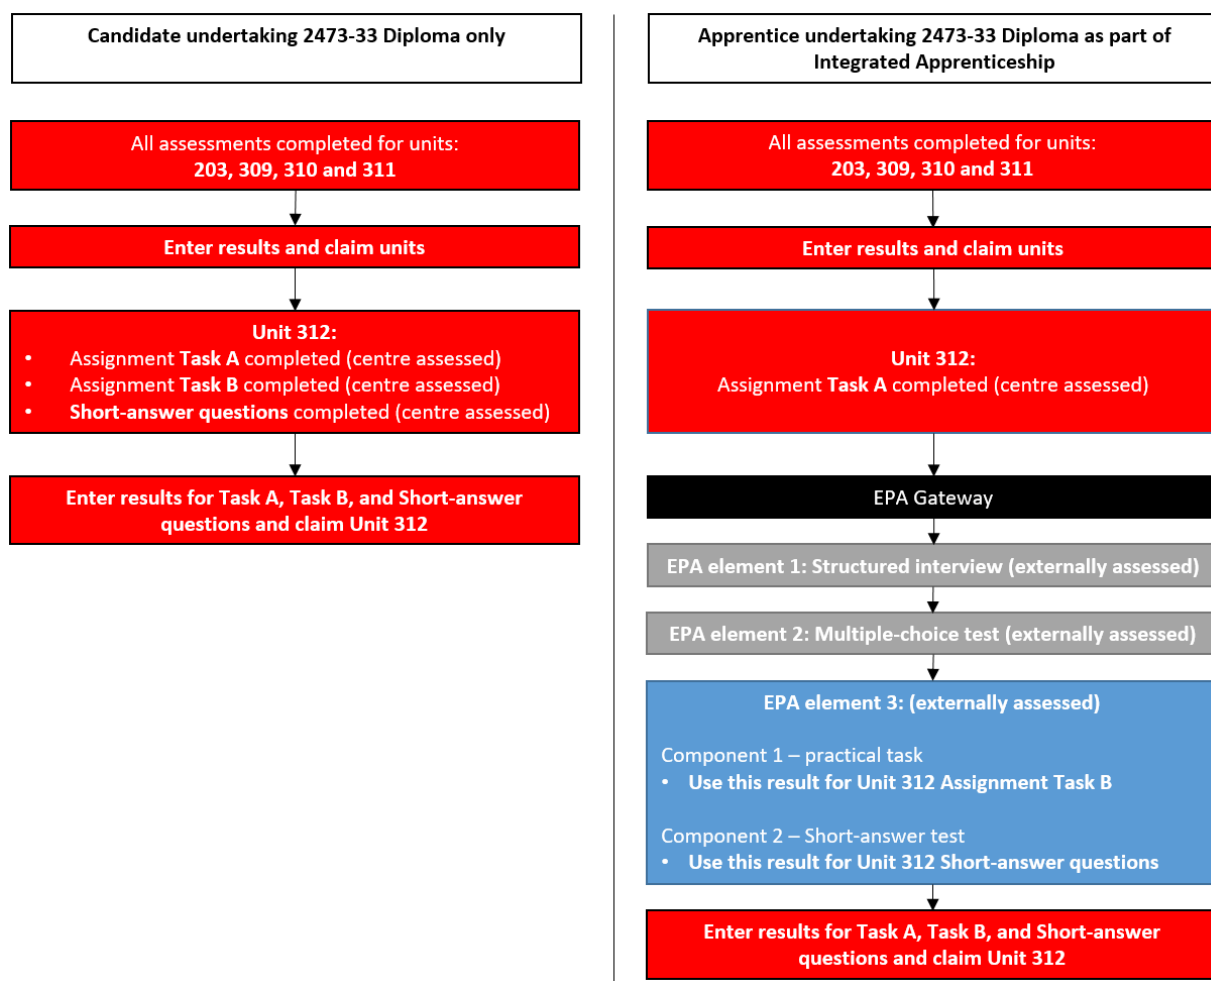 Candidate undertaking 2473-33 Diploma only
All assessments completed for units:
203, 309, 310 and 311
Enter results and claim units
Unit 312:
• Assignment Task A completed (centre assessed)
• Assignment Task B completed (centre assessed)
• Short-answer questions completed (centre assessed)
Enter results for Task A, Task B, and Short-answer
questions and claim Unit 312
Apprentice undertaking 2473-33 Diploma as part of
Integrated Apprenticeship
All assessments completed for units:
203, 309, 310 and 311
Enter results and claim units
Unit 312:
Assignment Task A completed (centre assessed)
EPA Gateway
EPA element 1: Structured interview (externally assessed)
EPA element 2: Multiple-choice test (externally assessed)
EPA element 3: (externally assessed)
Component 1 – practical task
• Use this result for Unit 312 Assignment Task B
Component 2 – Short-answer test
• Use this result for Unit 312 Short-answer questions
Enter results for Task A, Task B, and Short-answer
questions and claim Unit 312